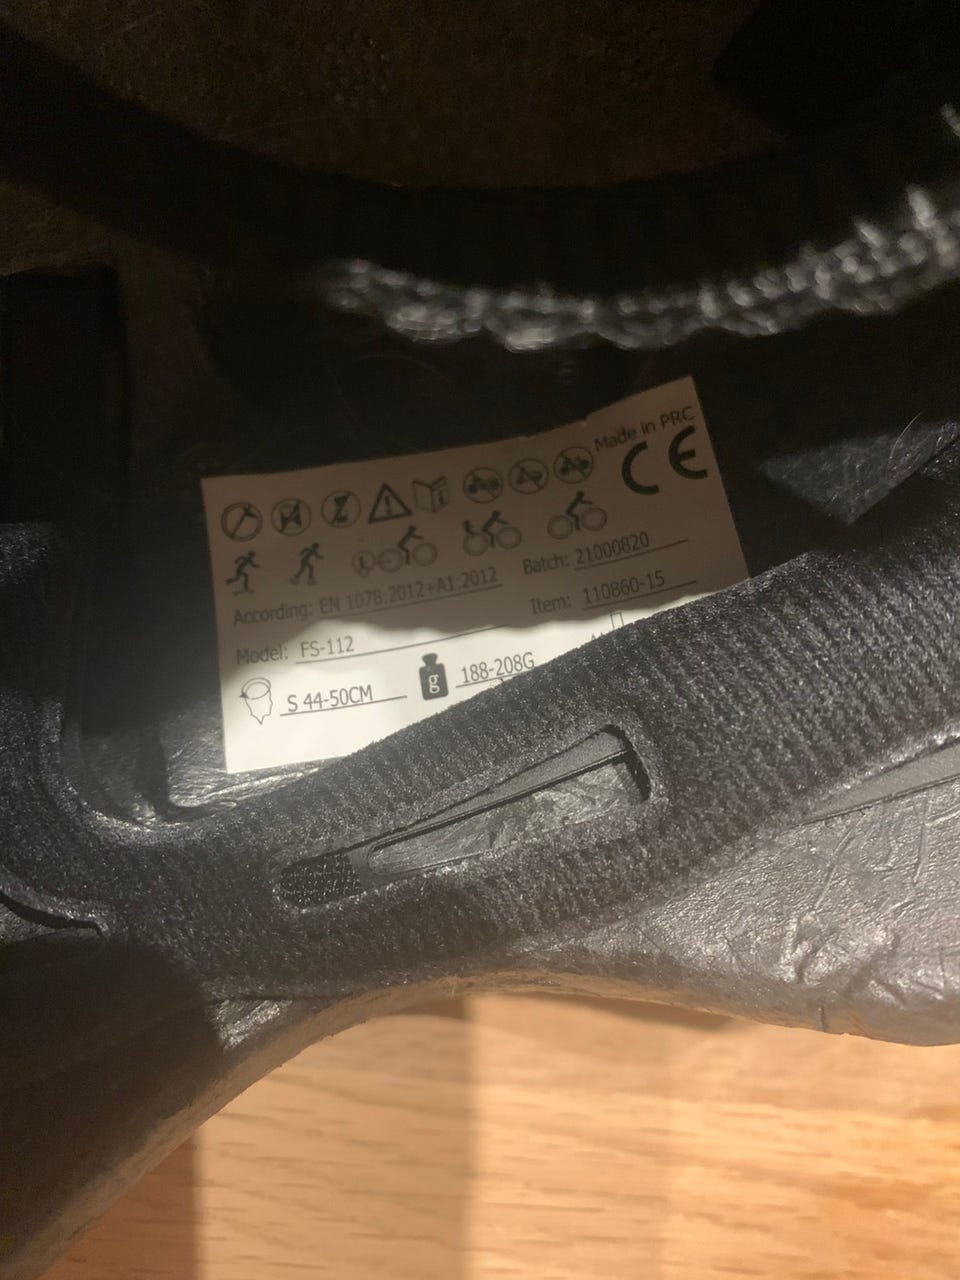 Made in PRC
CE
According: EN 1078:2012+A1:2012
Batch: 21000820
Model: FS-112
Item: 110860-15
S 44-50CM
g
188-208G